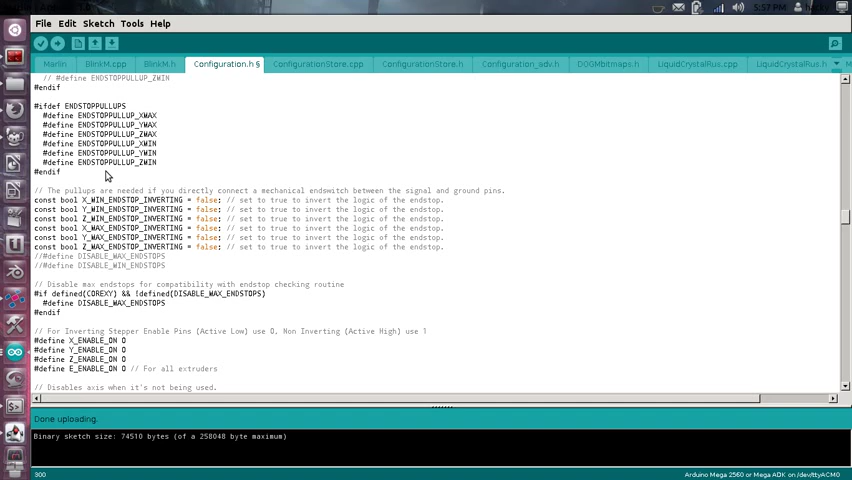 5:57 PM
File Edit Sketch Tools Help
Marlin BlinkM.cpp BlinkM.h Configuration.h § ConfigurationStore.cpp ConfigurationStore.h Configuration_adv.h DOGMbitmaps.h LiquidCrystalRus.cpp LiquidCrystalRus.h
// #define ENDSTOPPULLUP_ZMIN
#endif
#ifdef ENDSTOPPULLUPS
#define ENDSTOPPULLUP_XMAX
#define ENDSTOPPULLUP_YMAX
#define ENDSTOPPULLUP_ZMAX
#define ENDSTOPPULLUP_XMIN
#define ENDSTOPPULLUP_YMIN
#define ENDSTOPPULLUP_ZMIN
#endif
// The pullups are needed if you directly connect a mechanical endswitch between the signal and ground pins.
const bool X_MIN_ENDSTOP_INVERTING = false; // set to true to invert the logic of the endstop.
const bool Y_MIN_ENDSTOP_INVERTING = false; // set to true to invert the logic of the endstop.
const bool Z_MIN_ENDSTOP_INVERTING = false; // set to true to invert the logic of the endstop.
const bool X_MAX_ENDSTOP_INVERTING = false; // set to true to invert the logic of the endstop.
const bool Y_MAX_ENDSTOP_INVERTING = false; // set to true to invert the logic of the endstop.
const bool Z_MAX_ENDSTOP_INVERTING = false; // set to true to invert the logic of the endstop.
//#define DISABLE_MAX_ENDSTOPS
//#define DISABLE_MIN_ENDSTOPS
// Disable max endstops for compatibility with endstop checking routine
#if defined(COREXY) && !defined(DISABLE_MAX_ENDSTOPS)
#define DISABLE_MAX_ENDSTOPS
#endif
// For Inverting Stepper Enable Pins (Active Low) use 0, Non Inverting (Active High) use 1
#define X_ENABLE_ON 0
#define Y_ENABLE_ON 0
#define Z_ENABLE_ON 0
#define E_ENABLE_ON 0 // For all extruders
// Disables axis when it's not being used.
Done uploading.
Binary sketch size: 74510 bytes (of a 258048 byte maximum)
300 Arduino Mega 2560 or Mega ADK on /dev/ttyACM0